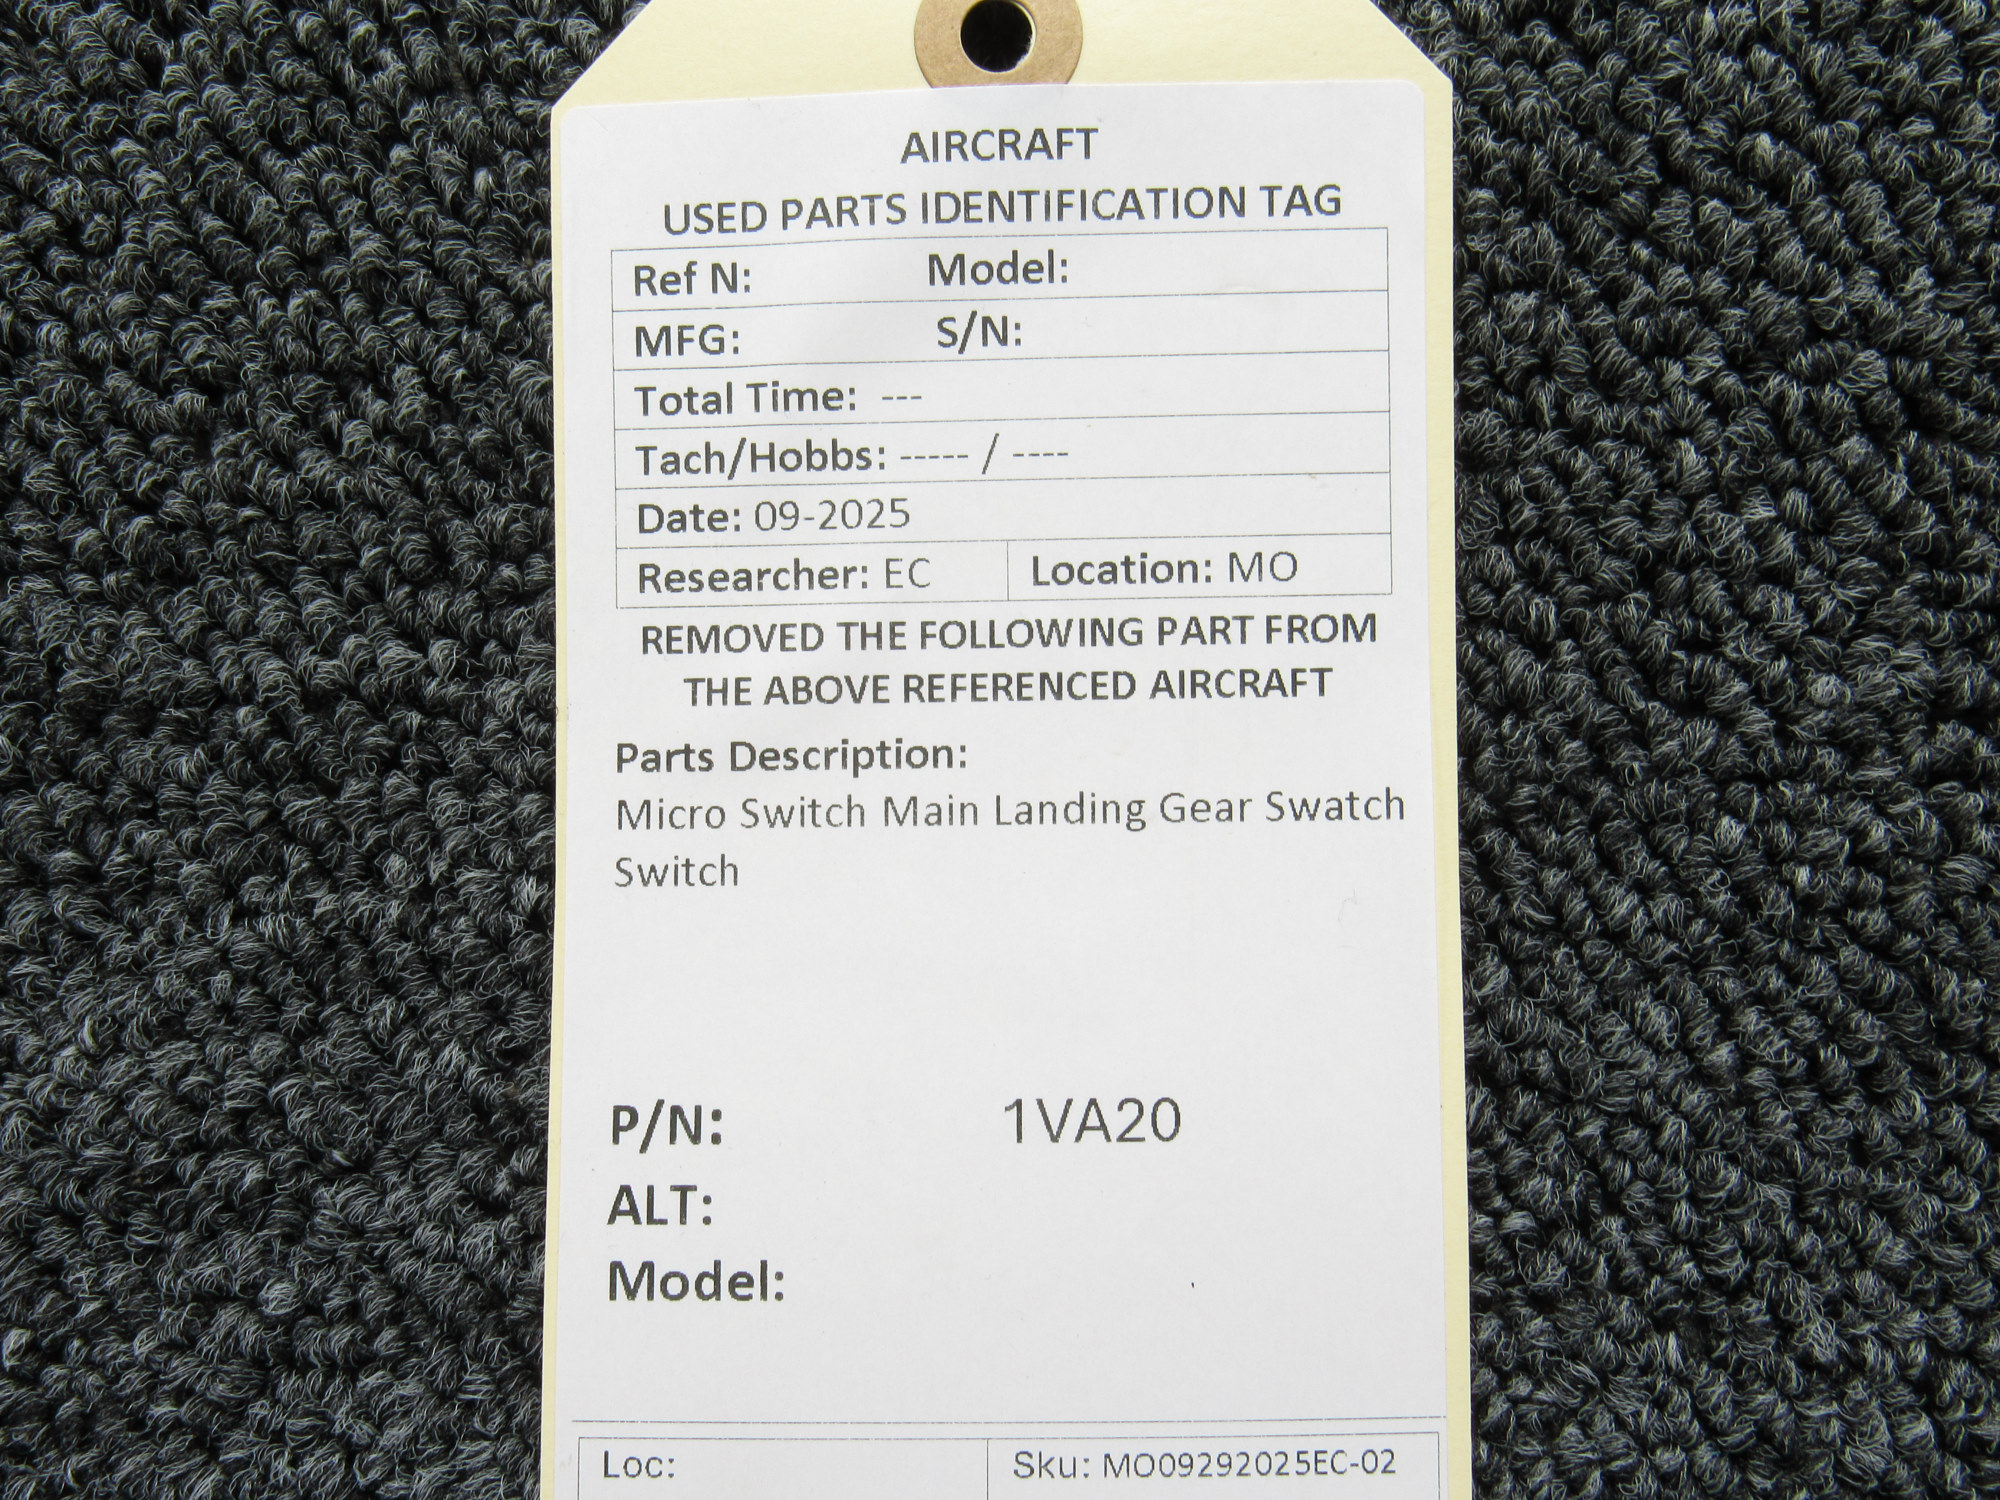 AIRCRAFT
USED PARTS IDENTIFICATION TAG
Ref N: Model:
MFG: S/N:
Total Time: ---
Tach/Hobbs: ----- / ----
Date: 09-2025
Researcher: EC Location: MO
REMOVED THE FOLLOWING PART FROM
THE ABOVE REFERENCED AIRCRAFT
Parts Description:
Micro Switch Main Landing Gear Swatch
Switch
P/N: 1VA20
ALT:
Model:
Loc: Sku: MO09292025EC-02